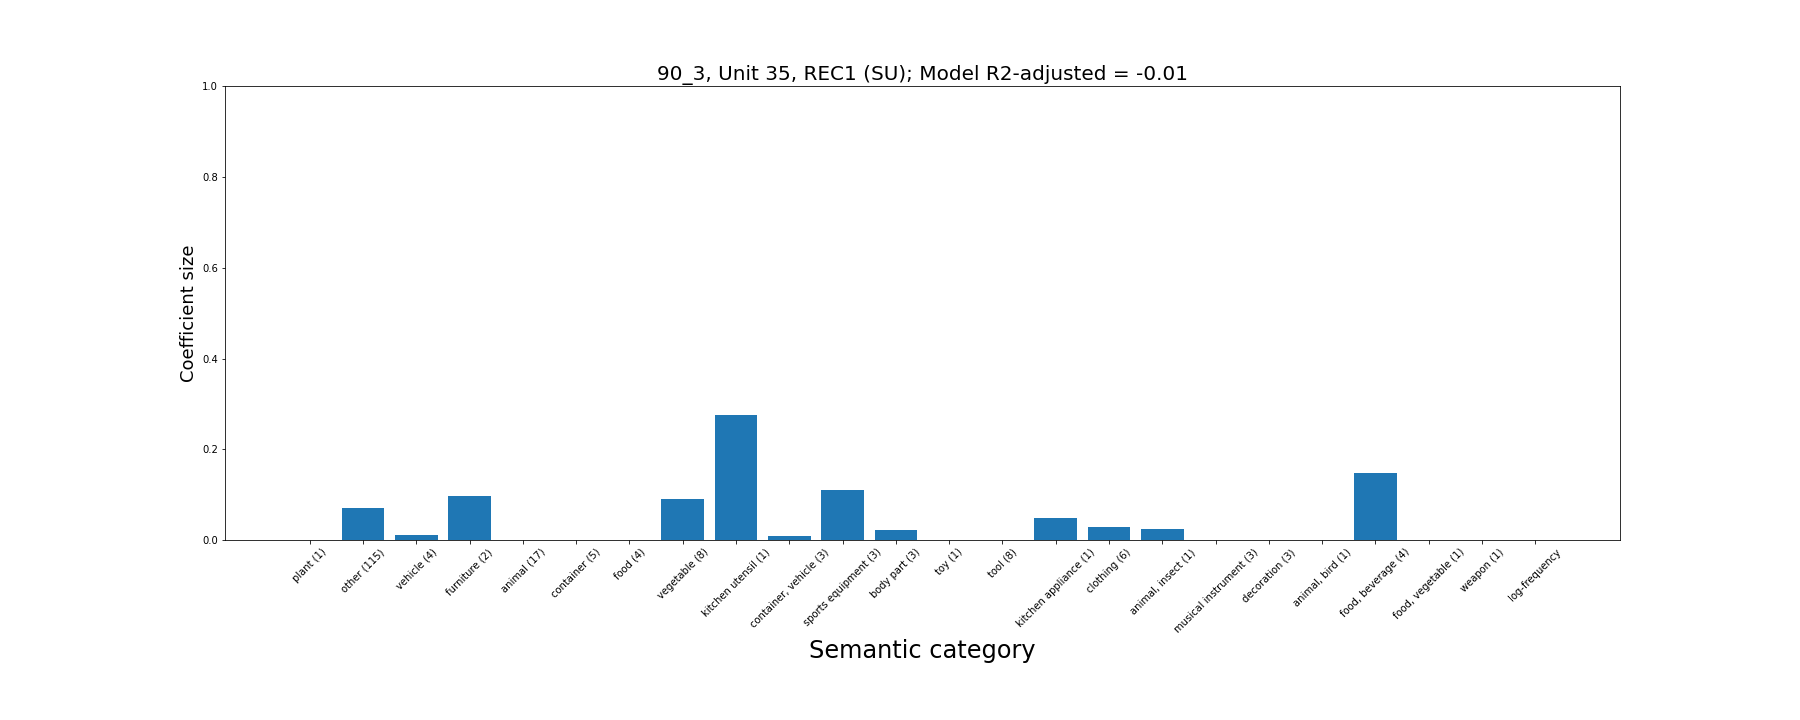 90_3, Unit 35, REC1 (SU); Model R2-adjusted = -0.01
Coefficient size
1.0
0.8
0.6
0.4
0.2
0.0
plant (1)
other (115)
vehicle (4)
furniture (2)
animal (17)
container (5)
food (4)
vegetable (8)
kitchen utensil (1)
container, vehicle (3)
sports equipment (3)
body part (3)
toy (1)
tool (8)
kitchen appliance (1)
clothing (6)
animal, insect (1)
musical instrument (3)
decoration (3)
animal, bird (1)
food, beverage (4)
food, vegetable (1)
weapon (1)
log-frequency
Semantic category